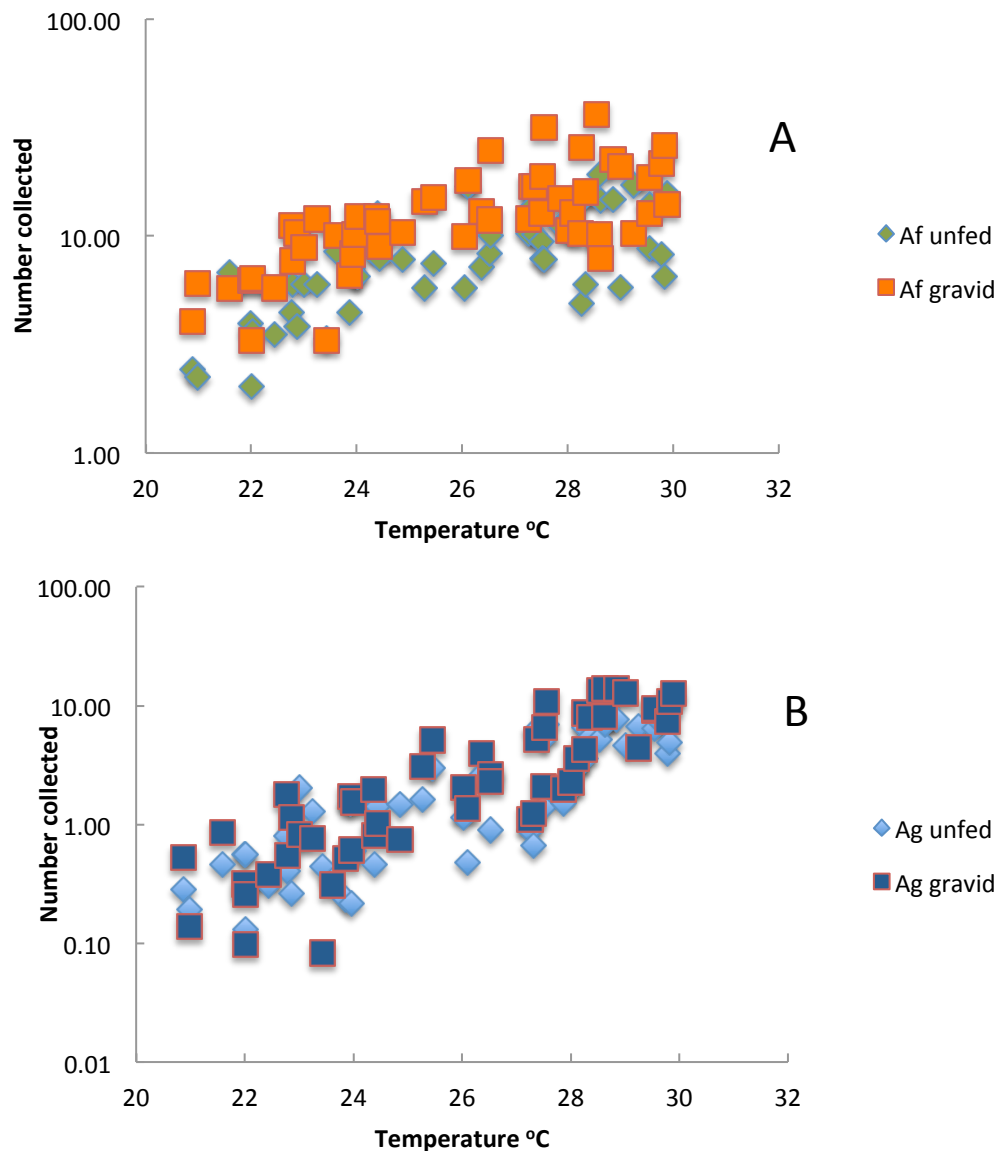 100.00
10.00
1.00
Number collected
20 22 24 26 28 30 32
Temperature ºC
A
Af unfed
Af gravid
100.00
10.00
1.00
0.10
0.01
Number collected
20 22 24 26 28 30 32
Temperature ºC
B
Ag unfed
Ag gravid